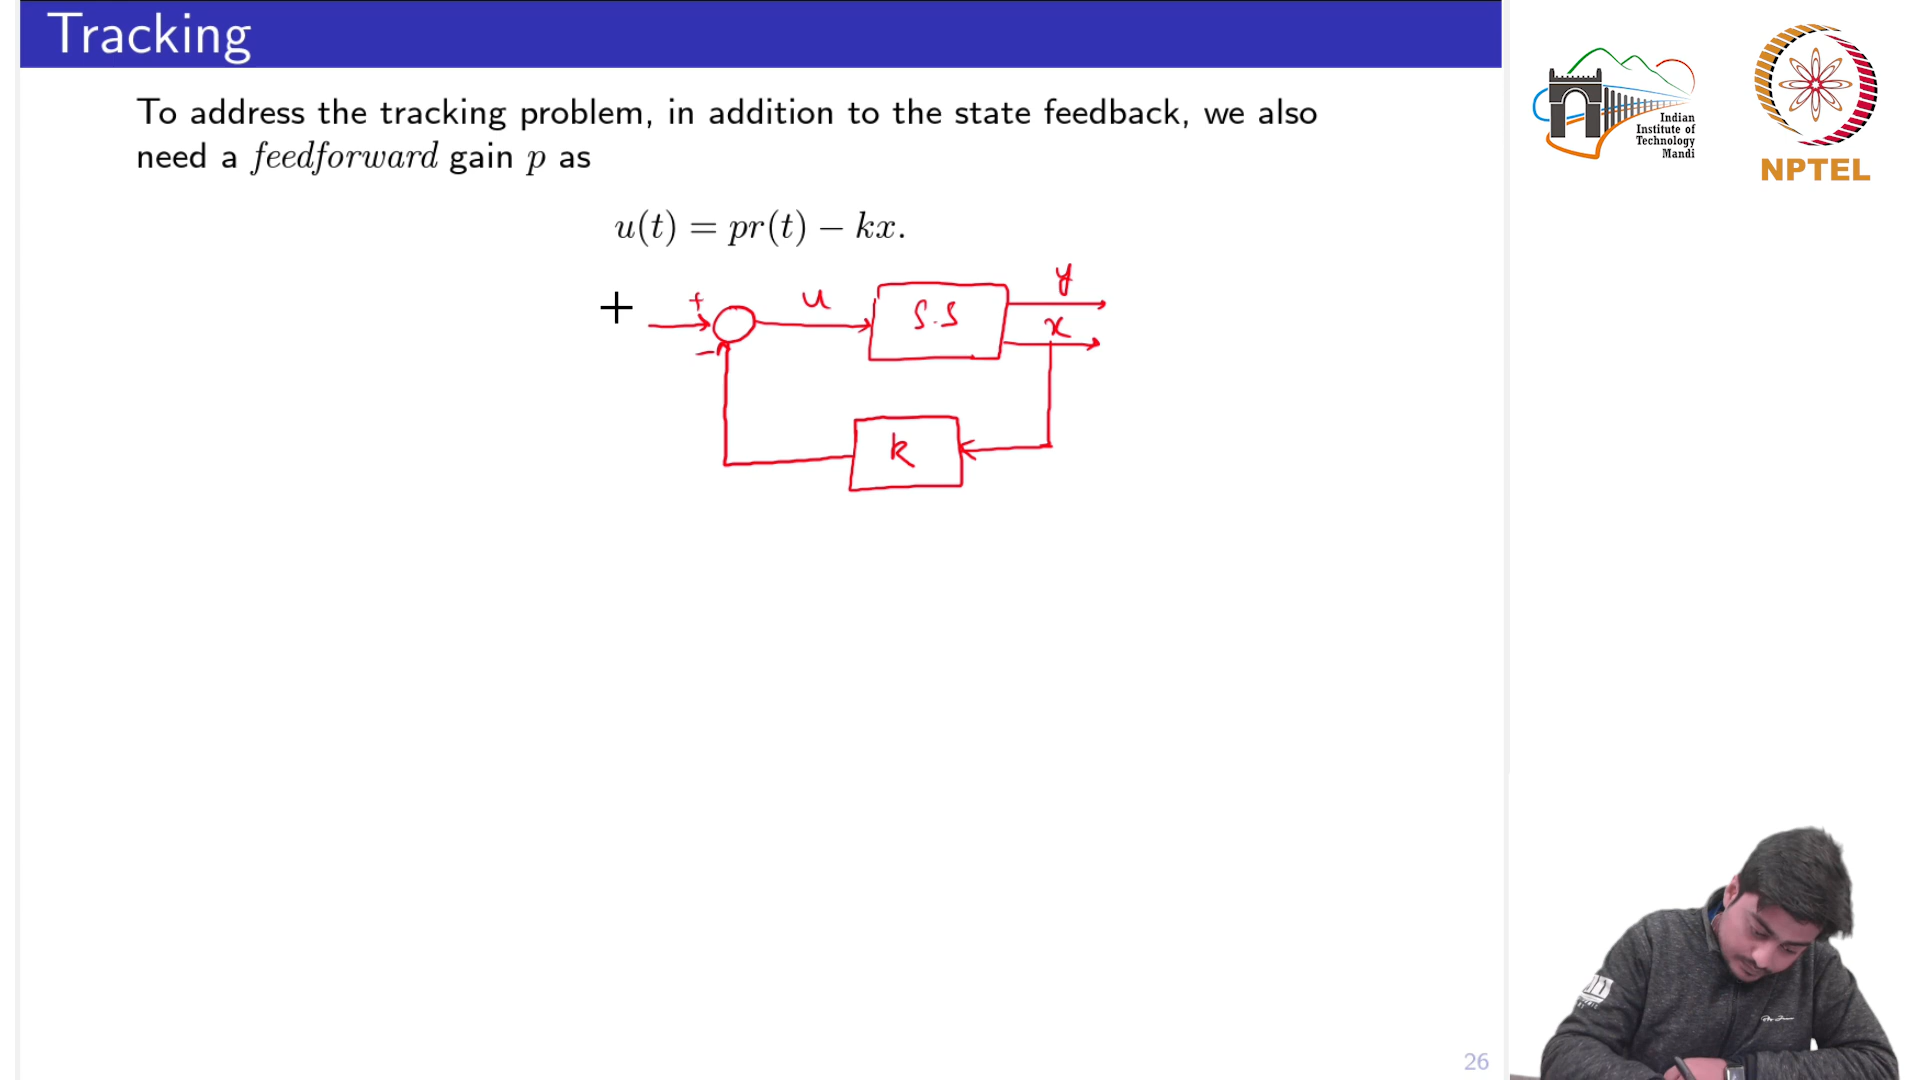 Tracking
To address the tracking problem, in addition to the state feedback, we also
need a feedforward gain p as
u(t) = pr(t) − kx.
y
+
u
S.S
x
−
k
26
Indian
Institute of
Technology
Mandi
NPTEL